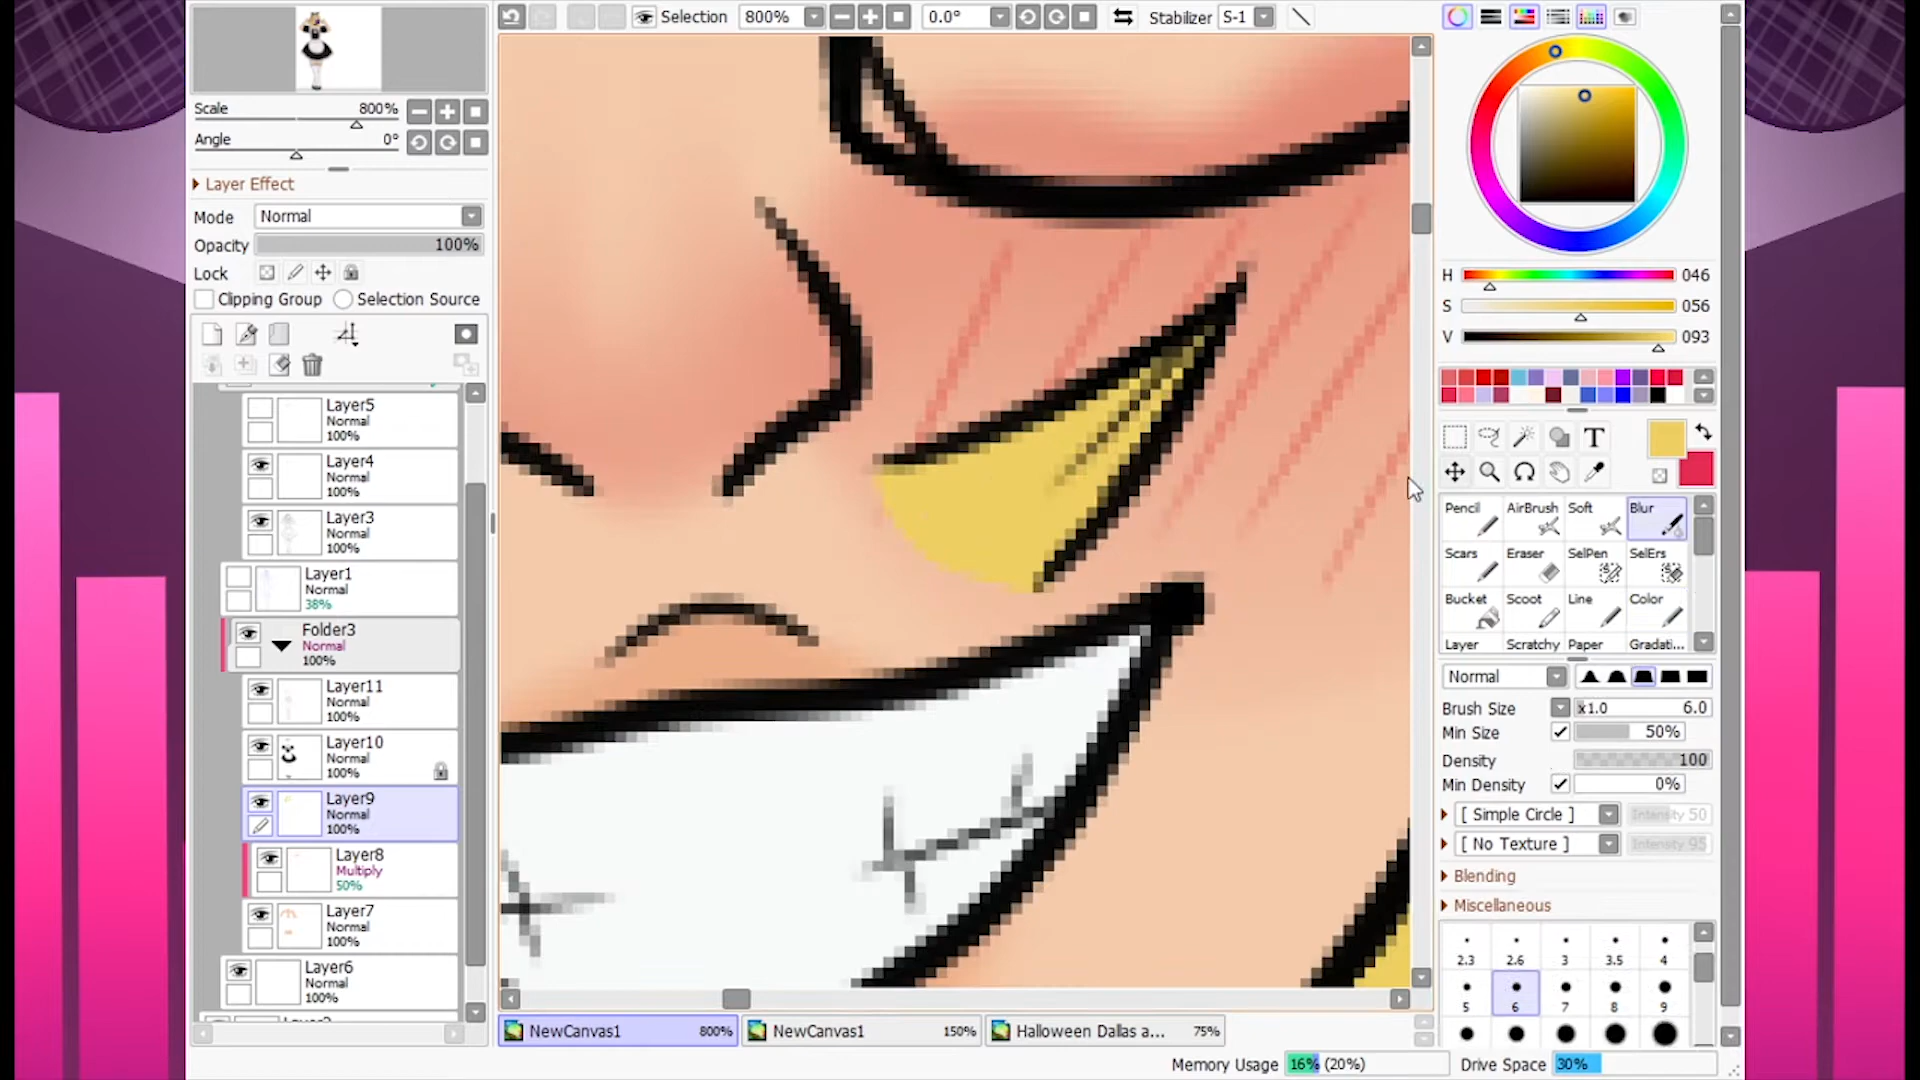 Selection
800%
0.0°
Stabilizer S-1
Scale 800%
Angle 0°
Layer Effect
Mode Normal
Opacity 100%
Lock
Clipping Group Selection Source
Layer5
Normal
100%
Layer4
Normal
100%
Layer3
Normal
100%
Layer1
Normal
38%
Folder3
Normal
100%
Layer11
Normal
100%
Layer10
Normal
100%
Layer9
Normal
100%
Layer8
Multiply
50%
Layer7
Normal
100%
Layer6
Normal
100%
NewCanvas1 800%
NewCanvas1 150%
Halloween Dallas a... 75%
Memory Usage 16% (20%)
Drive Space 30%
H 046
S 056
V 093
T
Pencil AirBrush Soft Blur
Scars Eraser SelPen SelErs
Bucket Scoot Line Color
Layer Scratchy Paper Gradati...
Normal
Brush Size x1.0 6.0
Min Size 50%
Density 100
Min Density 0%
[ Simple Circle ] Intensity 50
[ No Texture ] Intensity 95
Blending
Miscellaneous
2.3 2.6 3 3.5 4
5 6 7 8 9